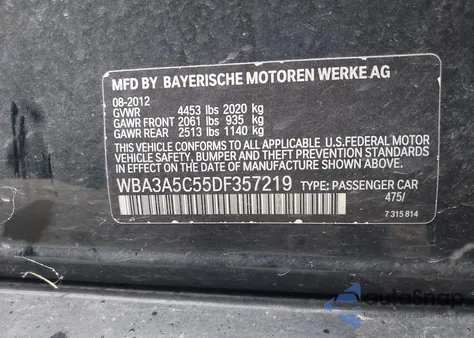 MFD BY BAYERISCHE MOTOREN WERKE AG
08-2012
GVWR 4453 lbs 2020 kg
GAWR FRONT 2061 lbs 935 kg
GAWR REAR 2513 lbs 1140 kg
THIS VEHICLE CONFORMS TO ALL APPLICABLE U.S.FEDERAL MOTOR
VEHICLE SAFETY, BUMPER AND THEFT PREVENTION STANDARDS
IN EFFECT ON THE DATE OF MANUFACTURE SHOWN ABOVE.
WBA3A5C55DF357219 TYPE: PASSENGER CAR
475/
7 315 814
autoSnap